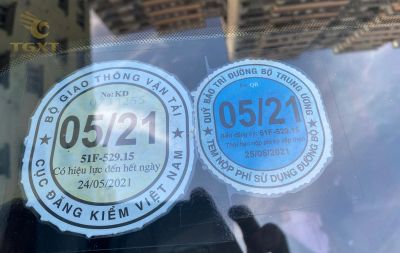 TGXT
BỘ GIAO THÔNG VẬN TẢI
No: KD
05/21
51F-529.15
Có hiệu lực đến hết ngày
24/05/2021
CỤC ĐĂNG KIỂM VIỆT NAM
QUỸ BẢO TRÌ ĐƯỜNG BỘ TRUNG ƯƠNG
05/21
51F-529.15
25/05/2021
TEM NỘP PHÍ SỬ DỤNG ĐƯỜNG BỘ